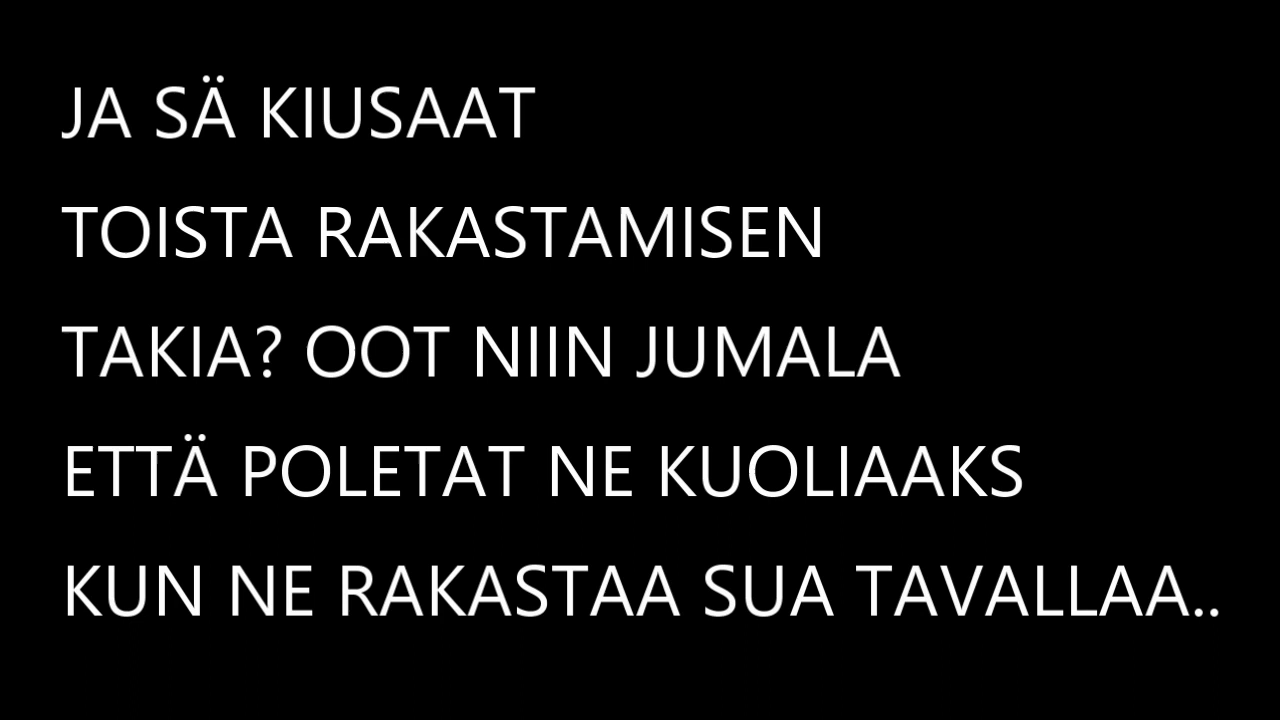 JA SÄ KIUSAAT
TOISTA RAKASTAMISEN
TAKIA? OOT NIIN JUMALA
ETTÄ POLETAT NE KUOLIAAKS
KUN NE RAKASTAA SUA TAVALLAA..